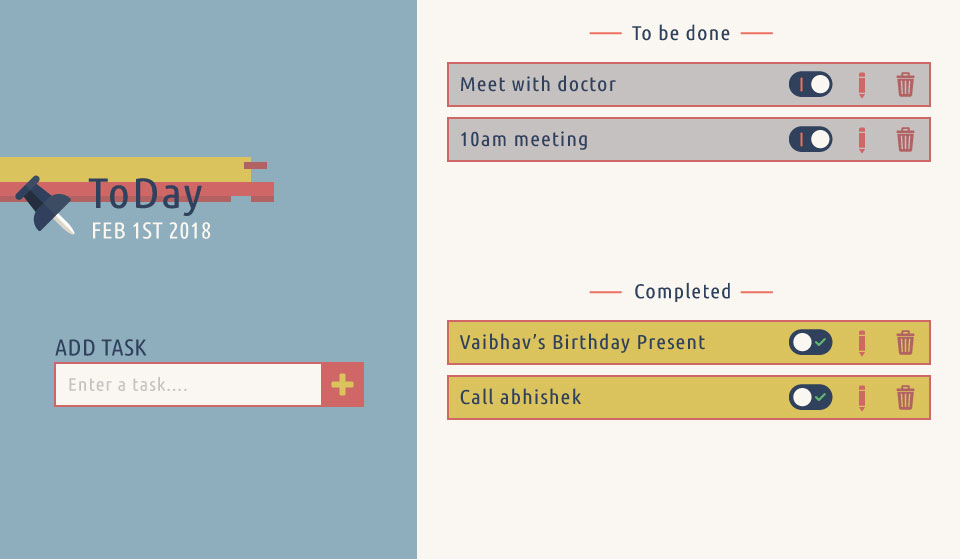 ToDay
FEB 1ST 2018
ADD TASK
Enter a task....
To be done
Meet with doctor
10am meeting
Completed
Vaibhav’s Birthday Present
Call abhishek